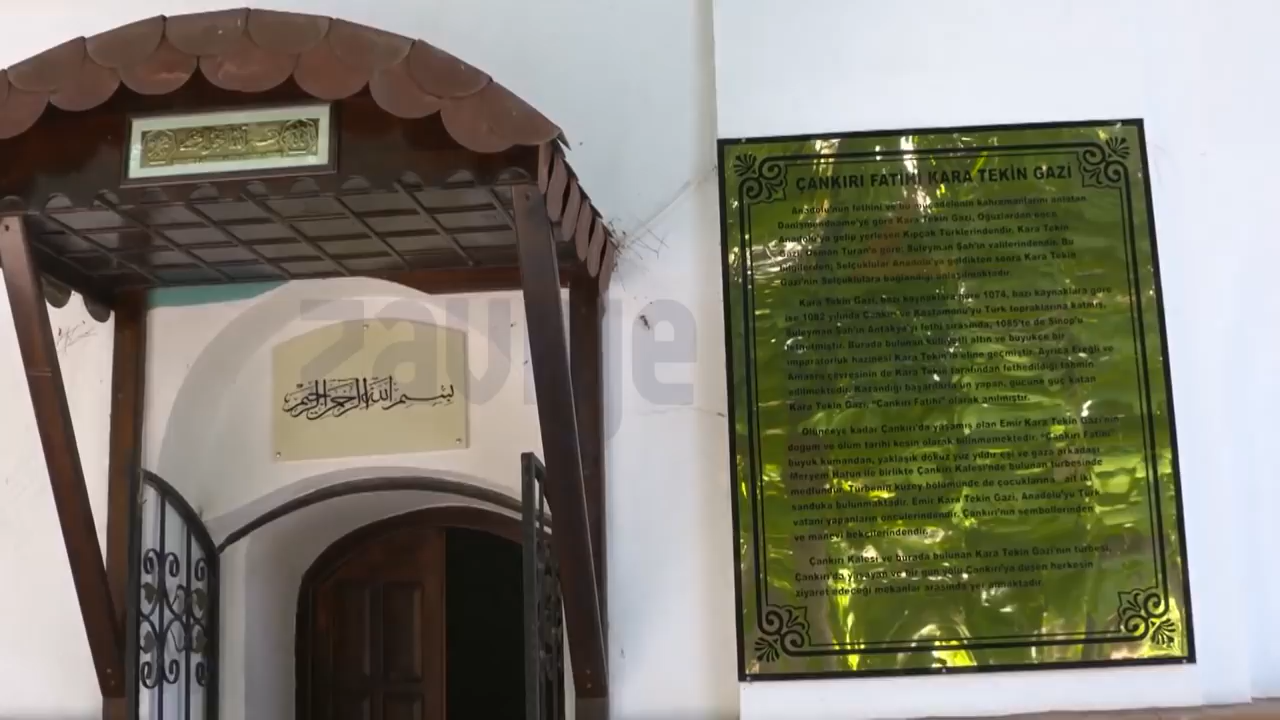 zaviye
بسم الله الرحمن الرحيم
ÇANKIRI FATİHİ KARA TEKİN GAZİ
Anadolu'nun fethini ve bu mücadelenin kahramanlarını anlatan
Danişmendname'ye göre Kara Tekin Gazi, Oğuzlardan önce
Anadolu'ya gelip yerleşen Kıpçak Türklerindendir. Kara Tekin
Gazi, Osman Turan'a göre; Süleyman Şah'ın valilerindendir. Bu
bilgilerden; Selçuklular Anadolu'ya geldikten sonra Kara Tekin
Gazi'nin Selçuklulara bağlandığı anlaşılmaktadır.
Kara Tekin Gazi, bazı kaynaklara göre 1074, bazı kaynaklara göre
ise 1082 yılında Çankırı ve Kastamonu'yu Türk topraklarına katmış,
Süleyman Şah'ın Antakya'yı fethi sırasında, 1085'te de Sinop'u
fethetmiştir. Burada bulunan külliyetli altın ve büyükçe bir
imparatorluk hazinesi Kara Tekin'in eline geçmiştir. Ayrıca Ereğli ve
Amasra çevresinin de Kara Tekin tarafından fethedildiği tahmin
edilmektedir. Kazandığı başarılarla ün yapan, gücüne güç katan
Kara Tekin Gazi, "Çankırı Fatihi" olarak anılmıştır.
Ölünceye kadar Çankırı'da yaşamış olan Emir Kara Tekin Gazi'nin
doğum ve ölüm tarihi kesin olarak bilinmemektedir. "Çankırı Fatihi"
büyük kumandan, yaklaşık dokuz yüz yıldır eşi ve gaza arkadaşı
Meryem Hatun ile birlikte Çankırı Kalesi'nde bulunan türbesinde
medfundur. Türbenin kuzey bölümünde de çocuklarına ait iki
sanduka bulunmaktadır. Emir Kara Tekin Gazi, Anadolu'yu Türk
vatanı yapanların öncülerindendir. Çankırı'nın sembollerinden
ve manevi bekçilerindendir.
Çankırı Kalesi ve burada bulunan Kara Tekin Gazi'nin türbesi,
Çankırı'da yaşayan ve bir gün yolu Çankırı'ya düşen herkesin
ziyaret edeceği mekanlar arasında yer almaktadır.